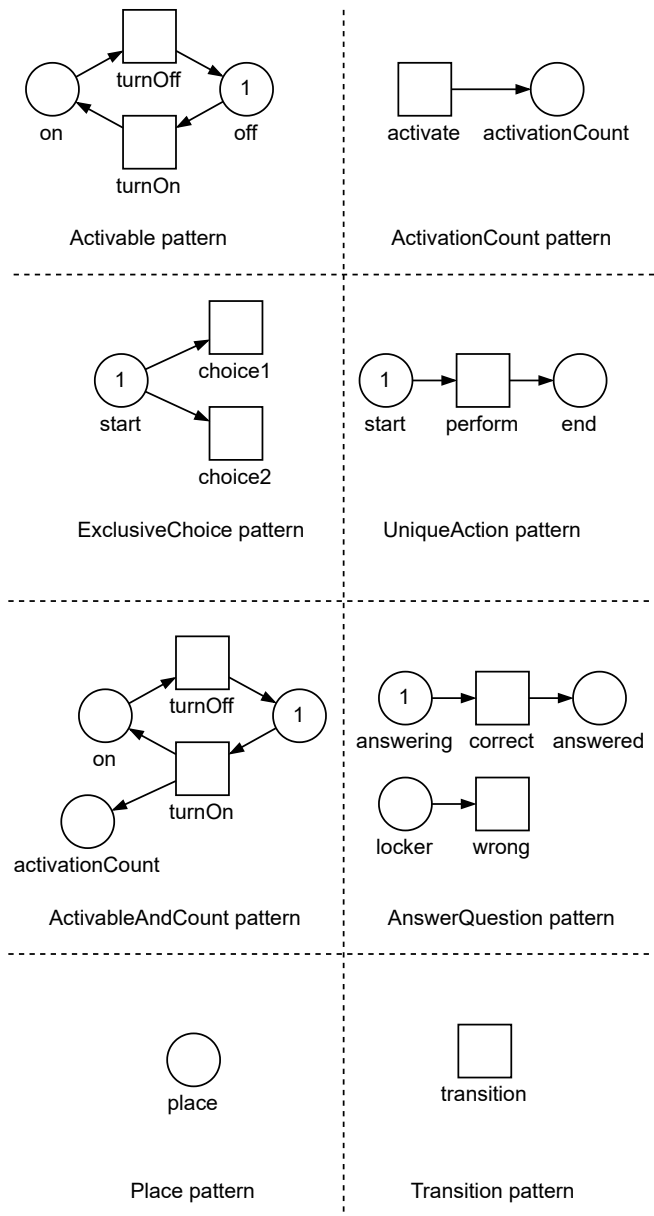 turnOff
1
on
off
turnOn
Activable pattern
activate
activationCount
ActivationCount pattern
choice1
1
start
choice2
ExclusiveChoice pattern
1
start
perform
end
UniqueAction pattern
turnOff
1
on
turnOn
activationCount
ActivableAndCount pattern
1
answering
correct
answered
locker
wrong
AnswerQuestion pattern
place
Place pattern
transition
Transition pattern